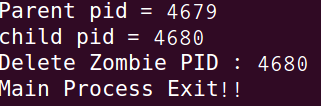 Parent pid = 4679
child pid = 4680
Delete Zombie PID : 4680
Main Process Exit!!